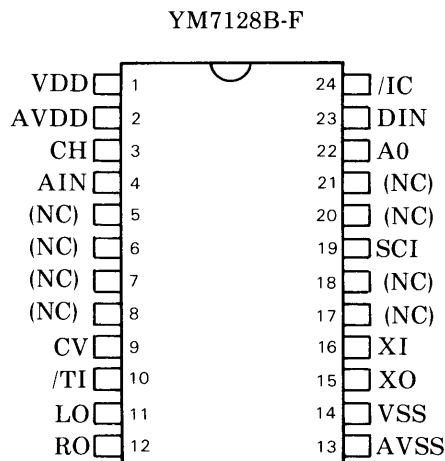 YM7128B-F
VDD 1 24 /IC
AVDD 2 23 DIN
CH 3 22 A0
AIN 4 21 (NC)
(NC) 5 20 (NC)
(NC) 6 19 SCI
(NC) 7 18 (NC)
(NC) 8 17 (NC)
CV 9 16 XI
/TI 10 15 XO
LO 11 14 VSS
RO 12 13 AVSS